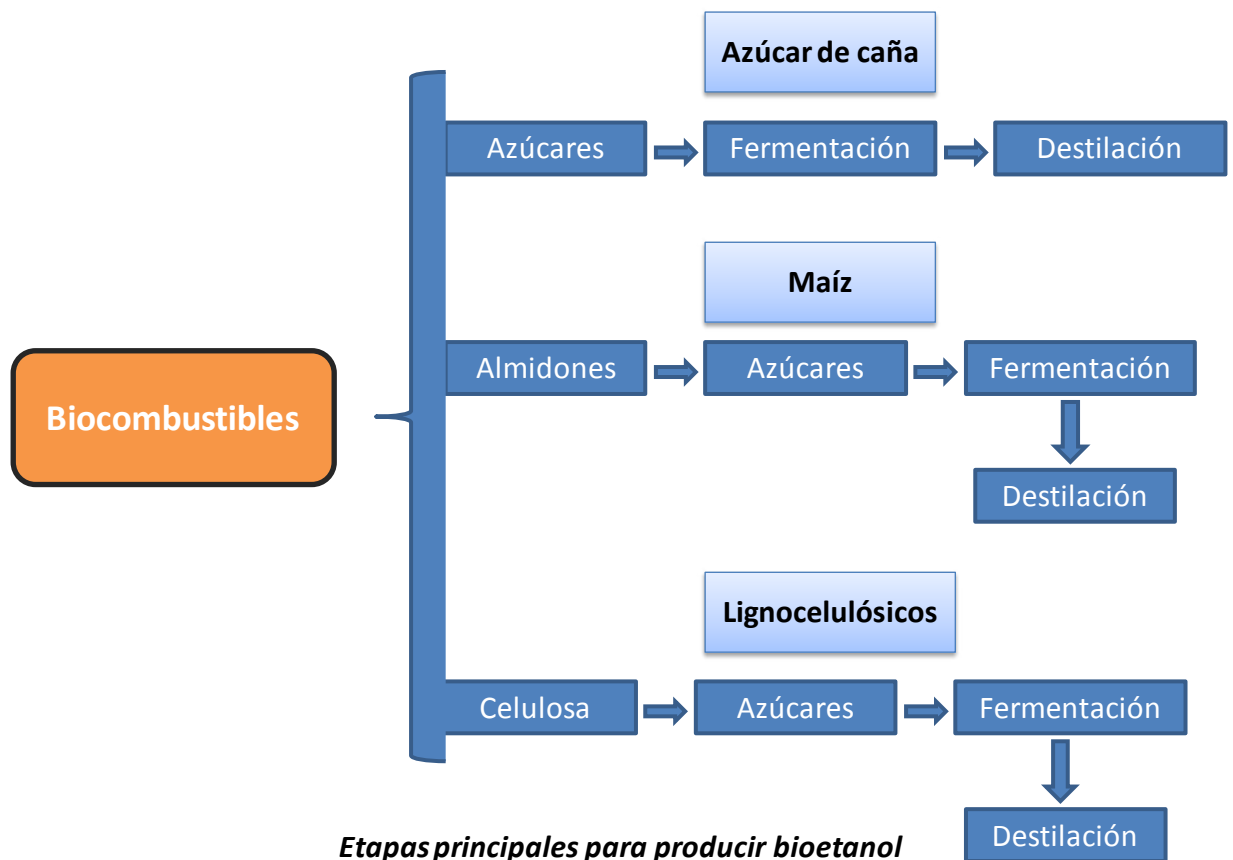 Azúcar de caña
Azúcares
Fermentación
Destilación
Maíz
Almidones
Azúcares
Fermentación
Biocombustibles
Destilación
Lignocelulósicos
Celulosa
Azúcares
Fermentación
Destilación
Etapas principales para producir bioetanol